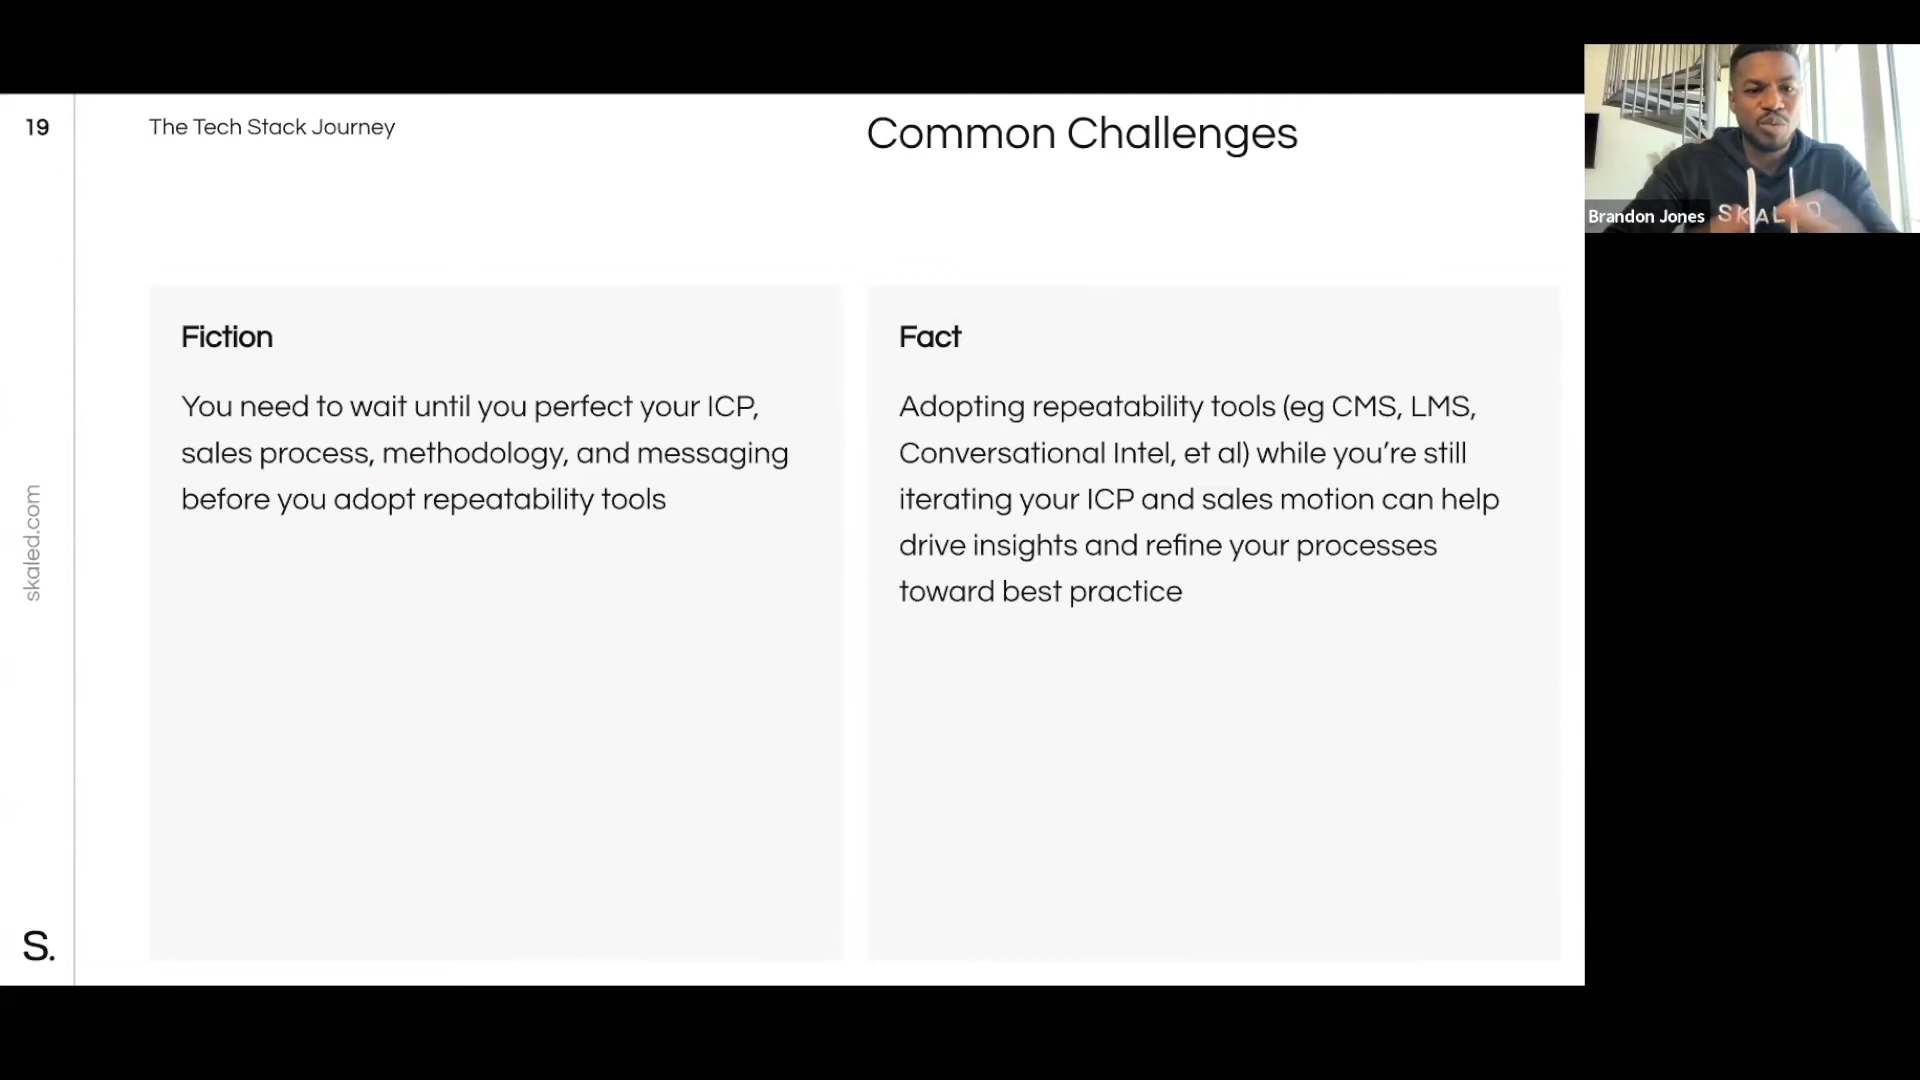 19
The Tech Stack Journey
Common Challenges
Fiction
You need to wait until you perfect your ICP,
sales process, methodology, and messaging
before you adopt repeatability tools
Fact
Adopting repeatability tools (eg CMS, LMS,
Conversational Intel, et al) while you’re still
iterating your ICP and sales motion can help
drive insights and refine your processes
toward best practice
skaled.com
S.
Brandon Jones
SKALED